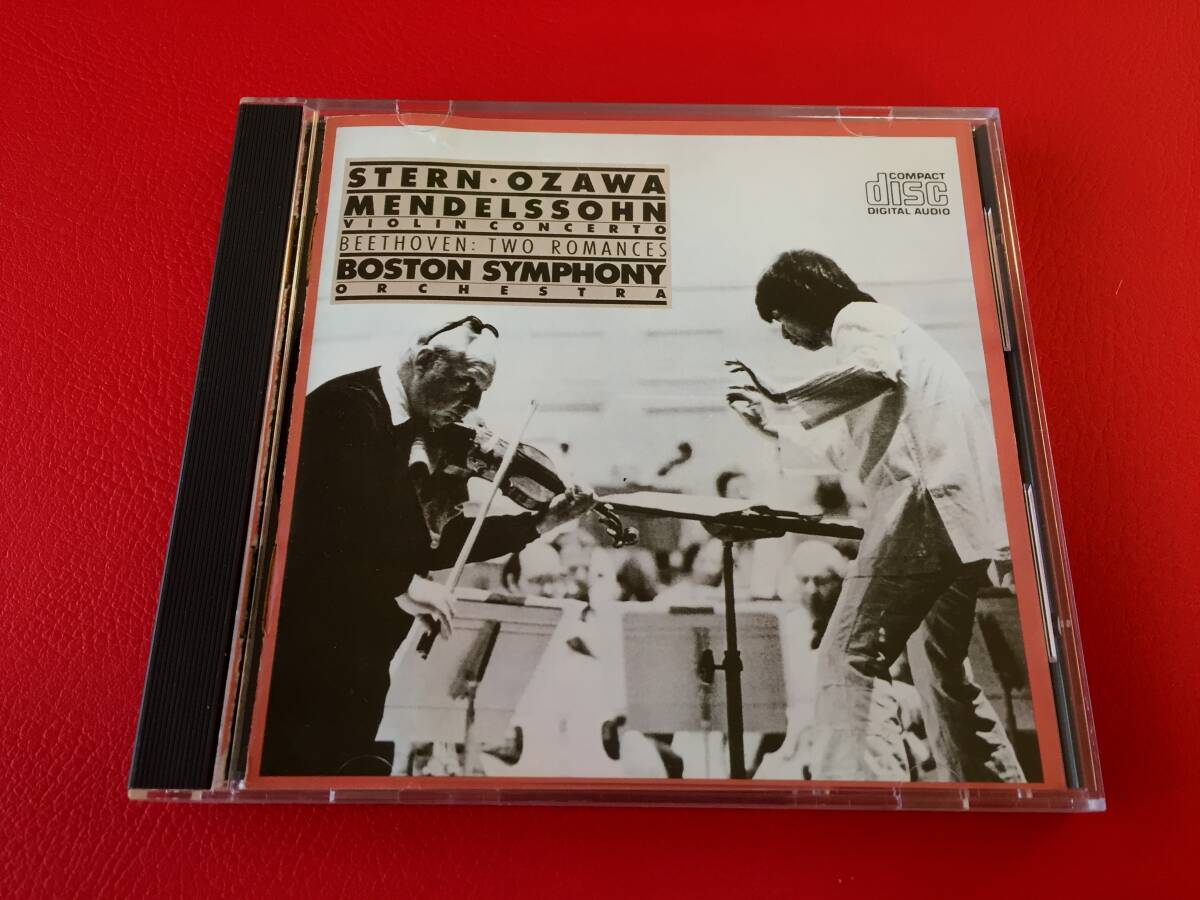 STERN · OZAWA
MENDELSSOHN
VIOLIN CONCERTO
BEETHOVEN: TWO ROMANCES
BOSTON SYMPHONY
ORCHESTRA
COMPACT
disc
DIGITAL AUDIO